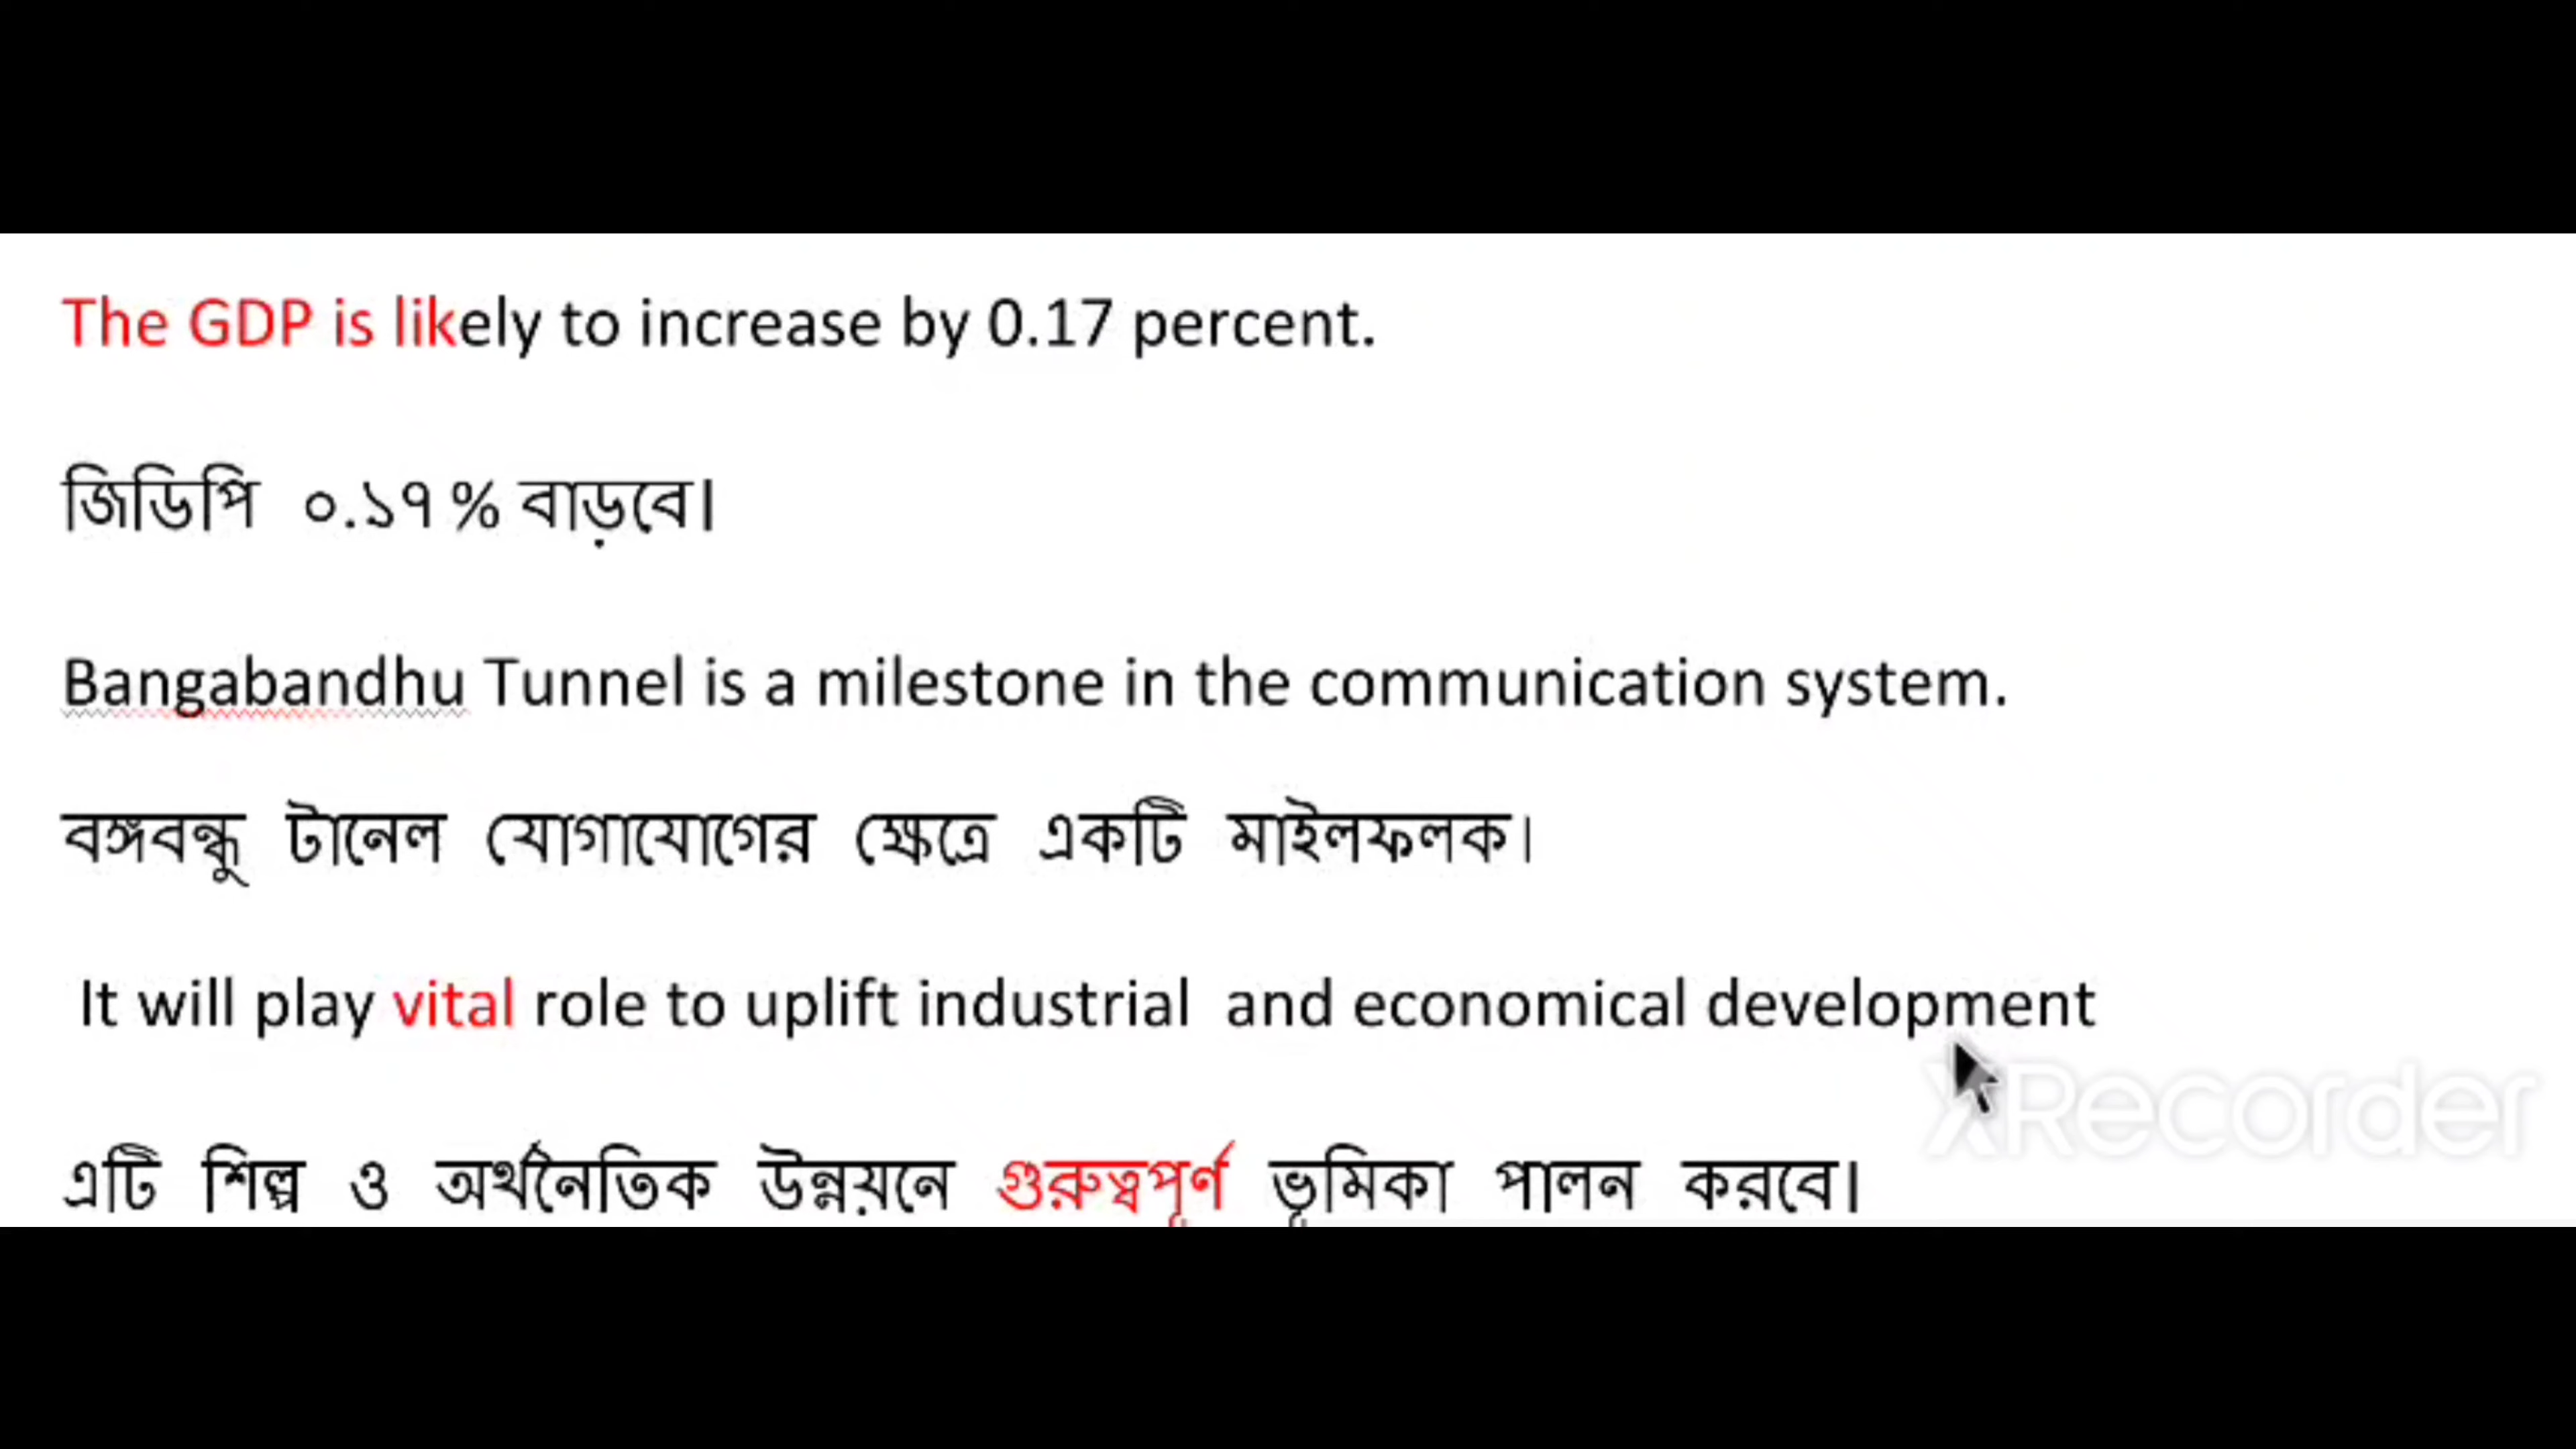 The GDP is likely to increase by 0.17 percent.
জিডিপি ০.১৭ % বাড়বে।
Bangabandhu Tunnel is a milestone in the communication system.
বঙ্গবন্ধু টানেল যোগাযোগের ক্ষেত্রে একটি মাইলফলক।
It will play vital role to uplift industrial and economical development
XRecorder
এটি শিল্প ও অর্থনৈতিক উন্নয়নে গুরুত্বপূর্ণ ভূমিকা পালন করবে।